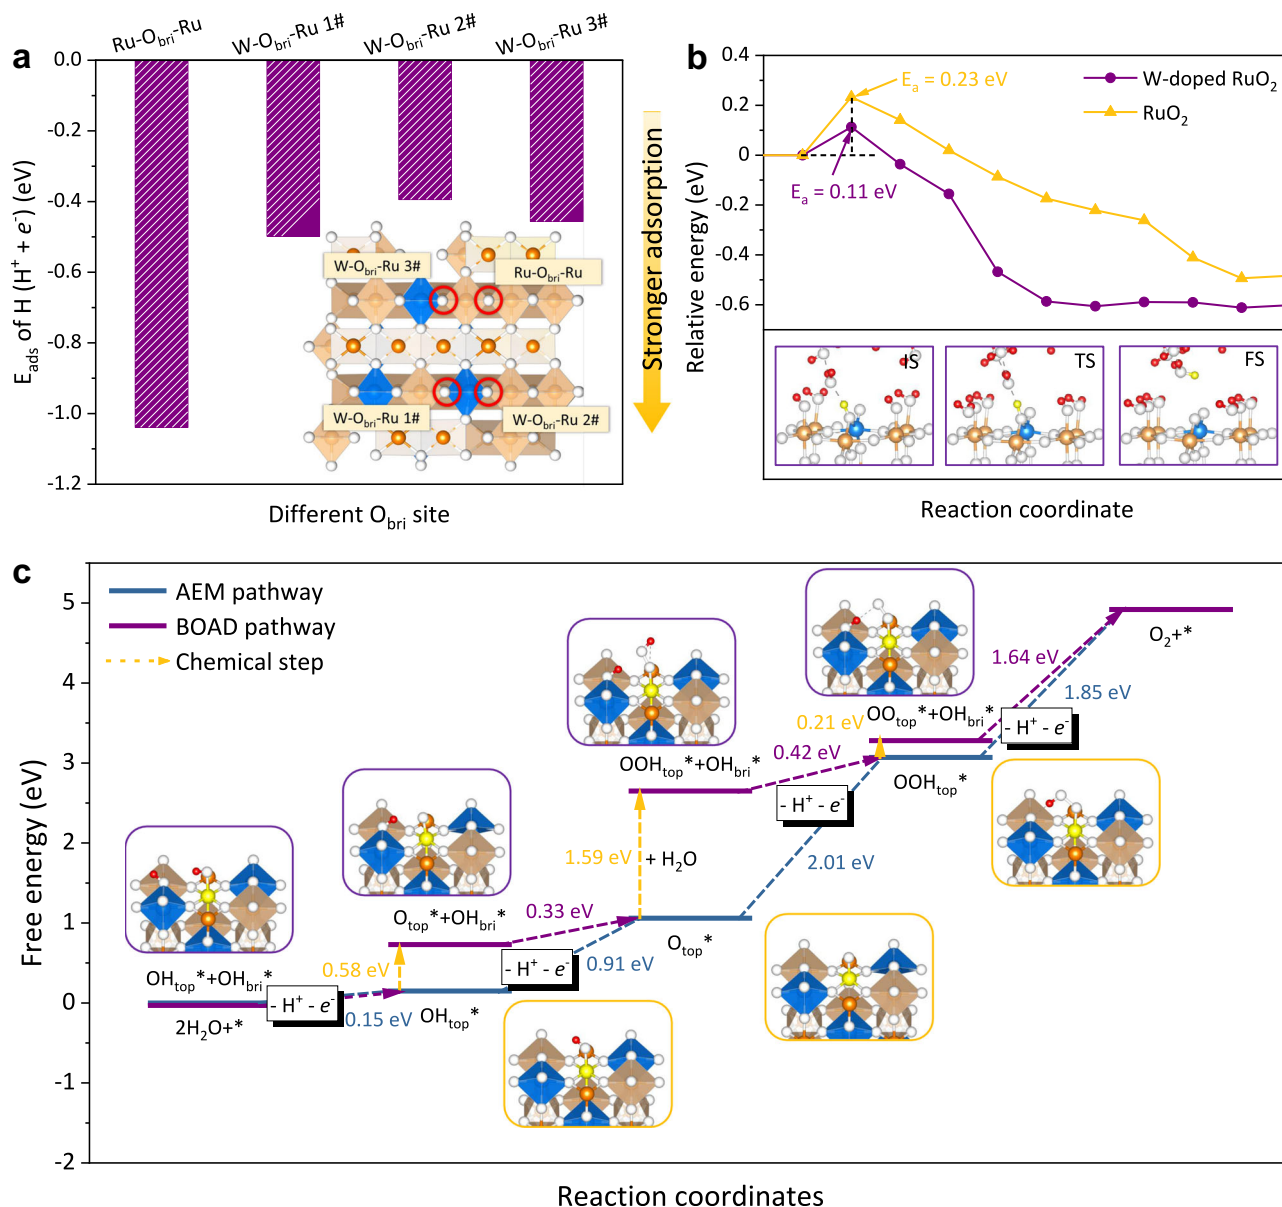 a
Ru-Obri-Ru
W-Obri-Ru 1#
W-Obri-Ru 2#
W-Obri-Ru 3#
Eads of H (H+ + e-) (eV)
0.0
-0.2
-0.4
-0.6
-0.8
-1.0
-1.2
W-Obri-Ru 3#
Ru-Obri-Ru
W-Obri-Ru 1#
W-Obri-Ru 2#
Stronger adsorption
Different Obri site
b
Relative energy (eV)
0.4
0.2
0
-0.2
-0.4
-0.6
Ea = 0.23 eV
Ea = 0.11 eV
W-doped RuO2
RuO2
IS
TS
FS
Reaction coordinate
c
Free energy (eV)
5
4
3
2
1
0
-1
-2
AEM pathway
BOAD pathway
Chemical step
OHtop*+OHbri*
2H2O+*
- H+ - e-
0.15 eV
OHtop*
0.58 eV
Otop*+OHbri*
0.33 eV
- H+ - e-
0.91 eV
Otop*
1.59 eV
+ H2O
OOHtop*+OHbri*
0.42 eV
- H+ - e-
2.01 eV
0.21 eV
OOtop*+OHbri*
OOHtop*
1.64 eV
- H+ - e-
1.85 eV
O2+*
Reaction coordinates